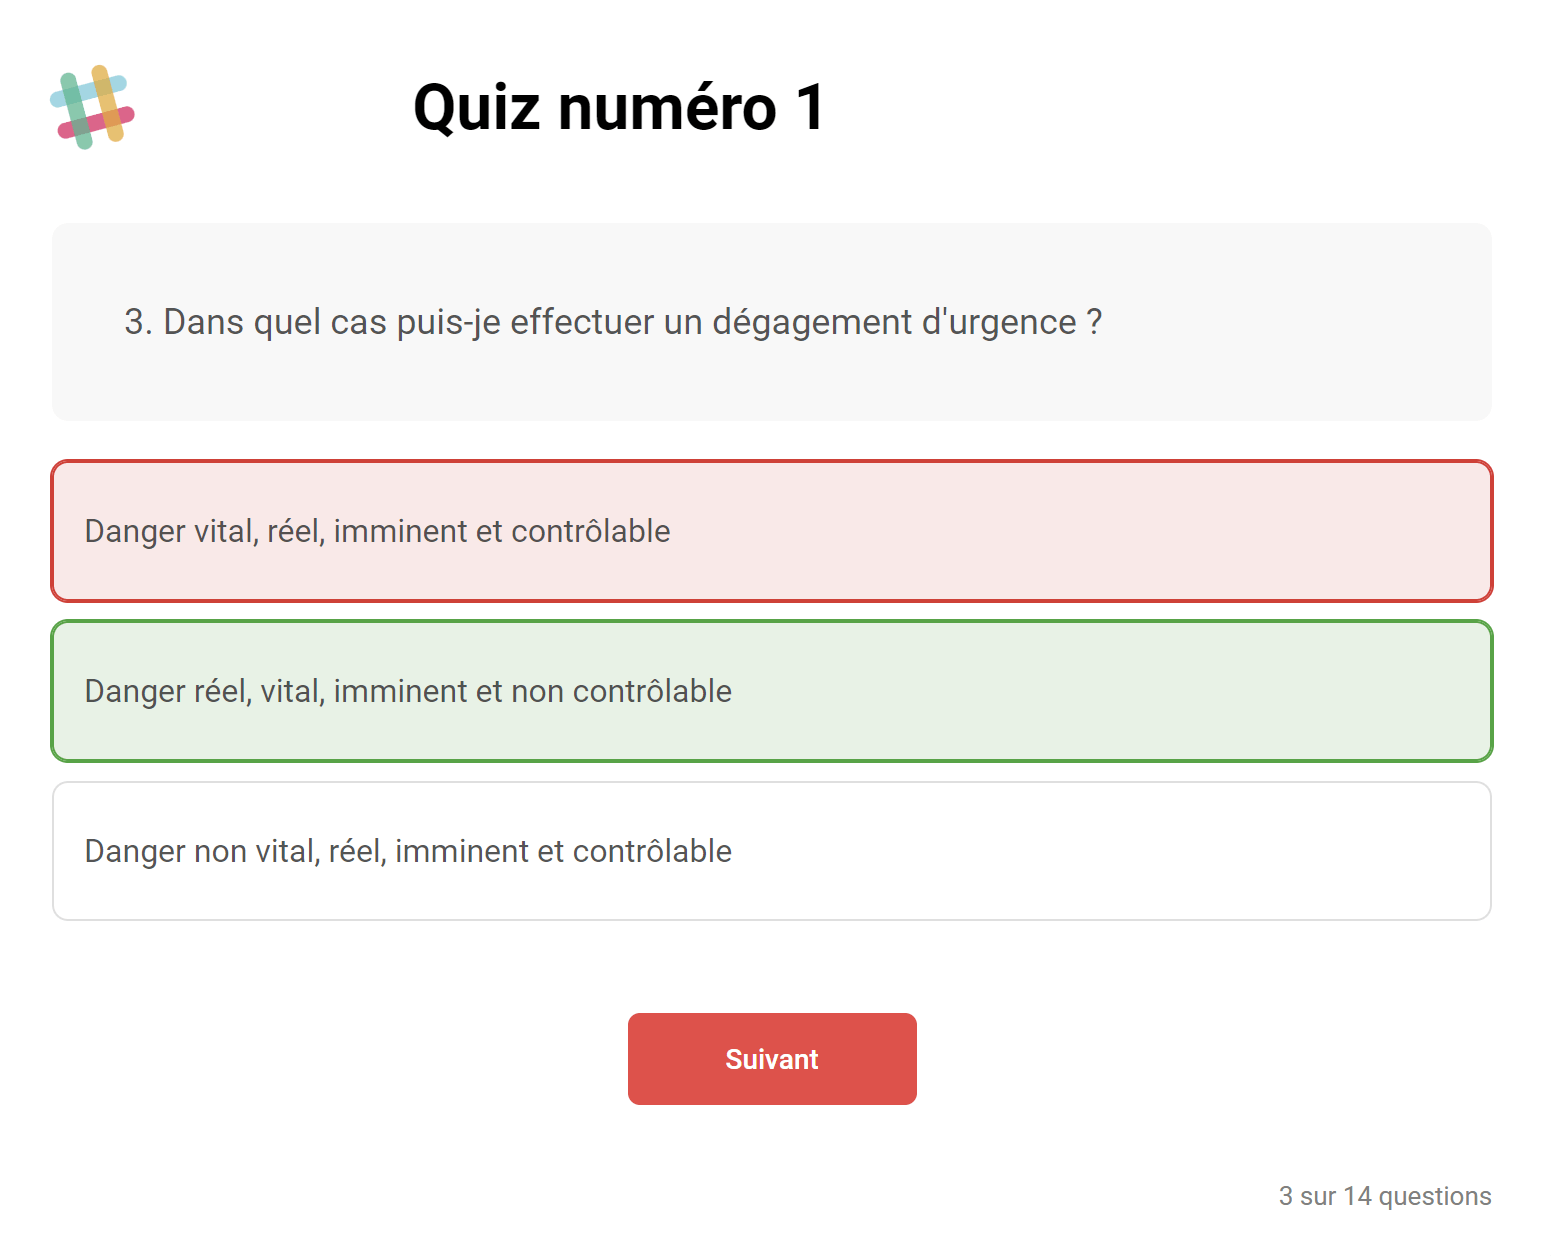 Quiz numéro 1
3. Dans quel cas puis-je effectuer un dégagement d'urgence ?
Danger vital, réel, imminent et contrôlable
Danger réel, vital, imminent et non contrôlable
Danger non vital, réel, imminent et contrôlable
Suivant
3 sur 14 questions